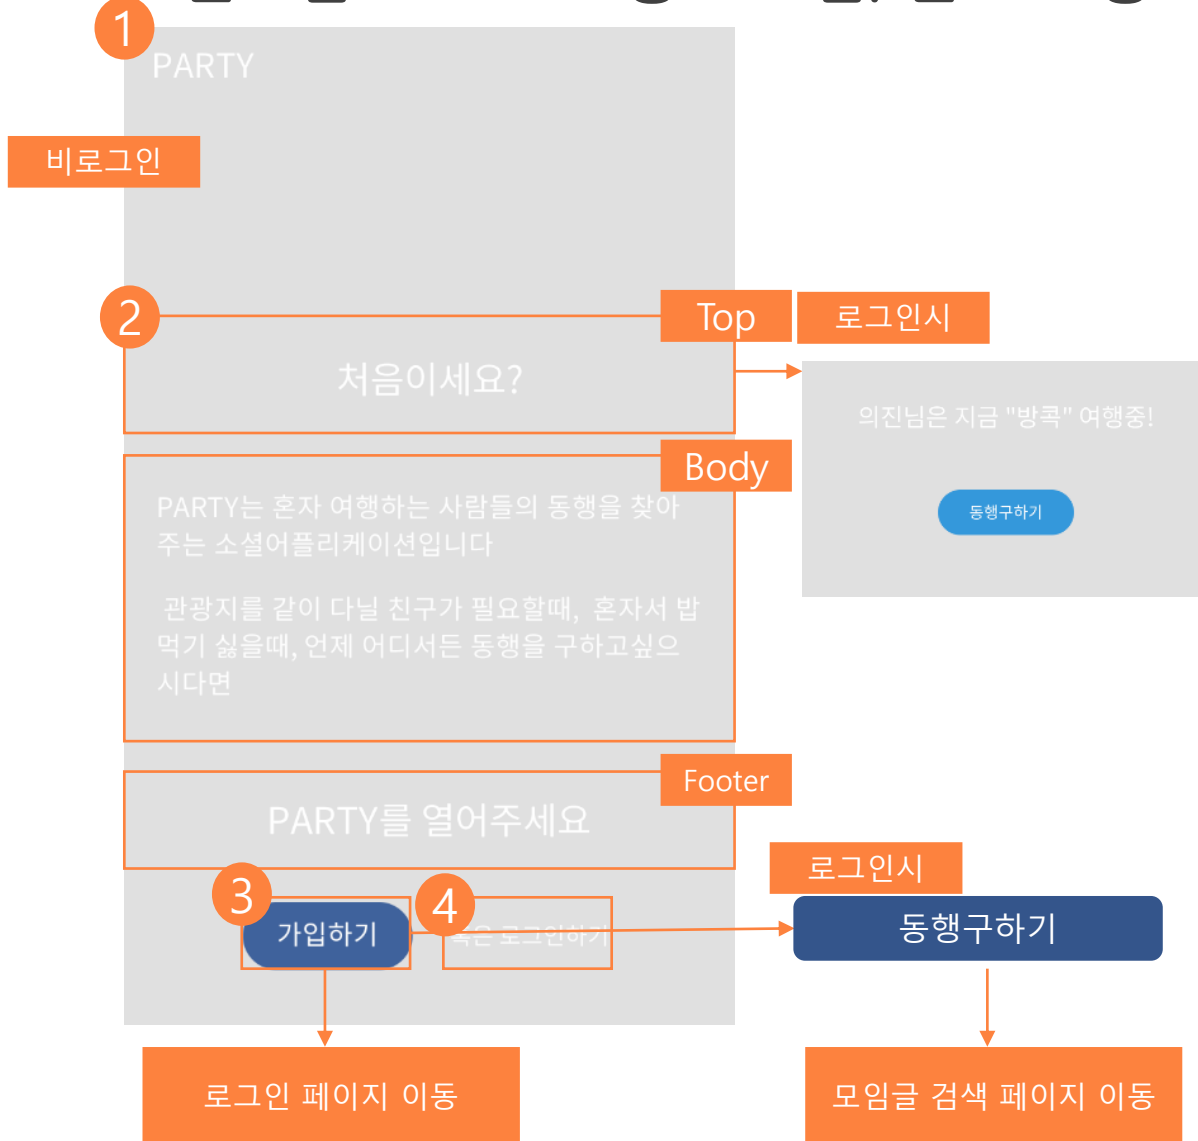 1
PARTY
비로그인
2
Top
로그인시
처음이세요?
의진님은 지금 "방콕" 여행중!
동행구하기
Body
PARTY는 혼자 여행하는 사람들의 동행을 찾아
주는 소셜어플리케이션입니다
관광지를 같이 다닐 친구가 필요할때, 혼자서 밥
먹기 싫을때, 언제 어디서든 동행을 구하고싶으
시다면
Footer
PARTY를 열어주세요
로그인시
3
가입하기
4
혹은 로그인하기
동행구하기
로그인 페이지 이동
모임글 검색 페이지 이동